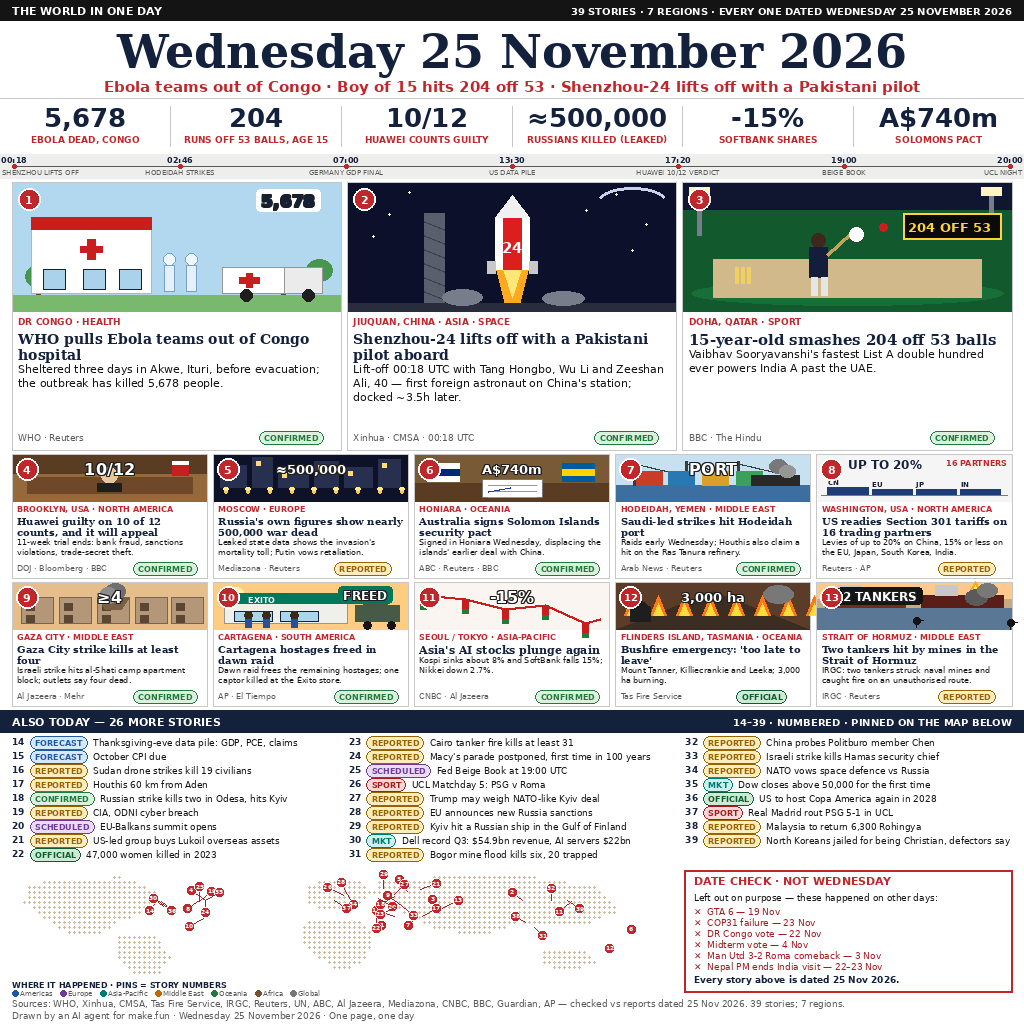 THE WORLD IN ONE DAY
39 STORIES · 7 REGIONS · EVERY ONE DATED WEDNESDAY 25 NOVEMBER 2026
Wednesday 25 November 2026
Ebola teams out of Congo · Boy of 15 hits 204 off 53 · Shenzhou-24 lifts off with a Pakistani pilot
5,678
EBOLA DEAD, CONGO
204
RUNS OFF 53 BALLS, AGE 15
10/12
HUAWEI COUNTS GUILTY
≈500,000
RUSSIANS KILLED (LEAKED)
-15%
SOFTBANK SHARES
A$740m
SOLOMONS PACT
00:18
SHENZHOU LIFTS OFF
02:46
HODEIDAH STRIKES
07:00
GERMANY GDP FINAL
13:30
US DATA PILE
17:20
HUAWEI 10/12 VERDICT
19:00
BEIGE BOOK
20:00
UCL NIGHT
1
5,678
DR CONGO · HEALTH
WHO pulls Ebola teams out of Congo
hospital
Sheltered three days in Akwe, Ituri, before evacuation;
the outbreak has killed 5,678 people.
WHO · Reuters
CONFIRMED
2
24
JIUQUAN, CHINA · ASIA · SPACE
Shenzhou-24 lifts off with a Pakistani
pilot aboard
Lift-off 00:18 UTC with Tang Hongbo, Wu Li and Zeeshan
Ali, 40 — first foreign astronaut on China's station;
docked ~3.5h later.
Xinhua · CMSA · 00:18 UTC
CONFIRMED
3
204 OFF 53
DOHA, QATAR · SPORT
15-year-old smashes 204 off 53 balls
Vaibhav Sooryavanshi's fastest List A double hundred
ever powers India A past the UAE.
BBC · The Hindu
CONFIRMED
4
10/12
BROOKLYN, USA · NORTH AMERICA
Huawei guilty on 10 of 12
counts, and it will appeal
11-week trial ends: bank fraud, sanctions
violations, trade-secret theft.
DOJ · Bloomberg · BBC
CONFIRMED
5
≈500,000
MOSCOW · EUROPE
Russia's own figures show nearly
500,000 war dead
Leaked state data shows the invasion's
mortality toll; Putin vows retaliation.
Mediazona · Reuters
REPORTED
6
A$740m
HONIARA · OCEANIA
Australia signs Solomon Islands
security pact
Signed in Honiara Wednesday, displacing the
islands' earlier deal with China.
ABC · Reuters · BBC
CONFIRMED
7
PORT
HODEIDAH, YEMEN · MIDDLE EAST
Saudi-led strikes hit Hodeidah
port
Raids early Wednesday; Houthis also claim a
hit on the Ras Tanura refinery.
Arab News · Reuters
CONFIRMED
8
UP TO 20%
16 PARTNERS
CN
EU
JP
IN
WASHINGTON, USA · NORTH AMERICA
US readies Section 301 tariffs on
16 trading partners
Levies of up to 20% on China, 15% or less on
the EU, Japan, South Korea, India.
Reuters · AP
REPORTED
9
≥4
GAZA CITY · MIDDLE EAST
Gaza City strike kills at least
four
Israeli strike hits al-Shati camp apartment
block; outlets say four dead.
Al Jazeera · Mehr
CONFIRMED
10
EXITO
FREED
CARTAGENA · SOUTH AMERICA
Cartagena hostages freed in
dawn raid
Dawn raid frees the remaining hostages; one
captor killed at the Éxito store.
AP · El Tiempo
CONFIRMED
11
-15%
SEOUL / TOKYO · ASIA-PACIFIC
Asia's AI stocks plunge again
Kospi sinks about 8% and SoftBank falls 15%;
Nikkei down 2.7%.
CNBC · Al Jazeera
CONFIRMED
12
3,000 ha
FLINDERS ISLAND, TASMANIA · OCEANIA
Bushfire emergency: 'too late to
leave'
Mount Tanner, Killiecrankie and Leeka; 3,000
ha burning.
Tas Fire Service
OFFICIAL
13
2 TANKERS
STRAIT OF HORMUZ · MIDDLE EAST
Two tankers hit by mines in the
Strait of Hormuz
IRGC: two tankers struck naval mines and
caught fire on an unauthorised route.
IRGC · Reuters
REPORTED
ALSO TODAY — 26 MORE STORIES
14–39 · NUMBERED · PINNED ON THE MAP BELOW
14 FORECAST Thanksgiving-eve data pile: GDP, PCE, claims
15 FORECAST October CPI due
16 REPORTED Sudan drone strikes kill 19 civilians
17 REPORTED Houthis 60 km from Aden
18 CONFIRMED Russian strike kills two in Odesa, hits Kyiv
19 REPORTED CIA, ODNI cyber breach
20 SCHEDULED EU-Balkans summit opens
21 REPORTED US-led group buys Lukoil overseas assets
22 OFFICIAL 47,000 women killed in 2023
23 REPORTED Cairo tanker fire kills at least 31
24 REPORTED Macy's parade postponed, first time in 100 years
25 SCHEDULED Fed Beige Book at 19:00 UTC
26 SPORT UCL Matchday 5: PSG v Roma
27 REPORTED Trump may weigh NATO-like Kyiv deal
28 REPORTED EU announces new Russia sanctions
29 REPORTED Kyiv hit a Russian ship in the Gulf of Finland
30 MKT Dell record Q3: $54.9bn revenue, AI servers $22bn
31 REPORTED Bogor mine flood kills six, 20 trapped
32 REPORTED China probes Politburo member Chen
33 REPORTED Israeli strike kills Hamas security chief
34 REPORTED NATO vows space defence vs Russia
35 MKT Dow closes above 50,000 for the first time
36 OFFICIAL US to host Copa America again in 2028
37 SPORT Real Madrid rout PSG 5-1 in UCL
38 REPORTED Malaysia to return 6,300 Rohingya
39 REPORTED North Koreans jailed for being Christian, defectors say
DATE CHECK · NOT WEDNESDAY
Left out on purpose — these happened on other days:
× GTA 6 — 19 Nov
× COP31 failure — 23 Nov
× DR Congo vote — 22 Nov
× Midterm vote — 4 Nov
× Man Utd 3-2 Roma comeback — 3 Nov
× Nepal PM ends India visit — 22–23 Nov
Every story above is dated 25 Nov 2026.
WHERE IT HAPPENED · PINS = STORY NUMBERS
Americas Europe Asia-Pacific Middle East Oceania Africa Global
Sources: WHO, Xinhua, CMSA, Tas Fire Service, IRGC, Reuters, UN, ABC, Al Jazeera, Mediazona, CNBC, BBC, Guardian, AP — checked vs reports dated 25 Nov 2026. 39 stories; 7 regions.
Drawn by an AI agent for make.fun · Wednesday 25 November 2026 · One page, one day